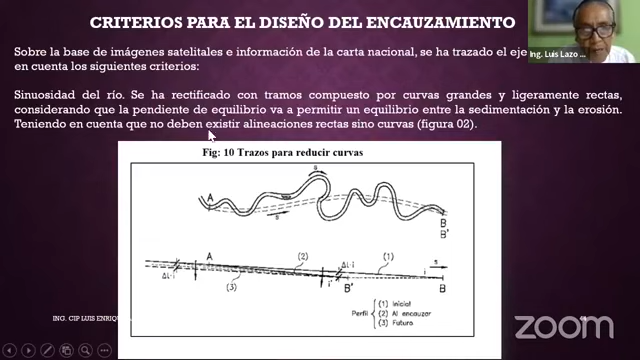 CRITERIOS PARA EL DISEÑO DEL ENCAUZAMIENTO
Sobre la base de imágenes satelitales e información de la carta nacional, se ha trazado el eje
en cuenta los siguientes criterios:
Sinuosidad del río. Se ha rectificado con tramos compuesto por curvas grandes y ligeramente rectas,
considerando que la pendiente de equilibrio va a permitir un equilibrio entre la sedimentación y la erosión.
Teniendo en cuenta que no deben existir alineaciones rectas sino curvas (figura 02).
Fig: 10 Trazos para reducir curvas
s
A
s
B
B'
A
(2)
ΔL·i
(1)
s
ΔL·i
(3)
i'
B'
i
B
Perfil
(1) Inicial
(2) Al encauzar
(3) Futuro
ING. CIP LUIS ENRIQU
zoom
Ing. Luis Lazo ...